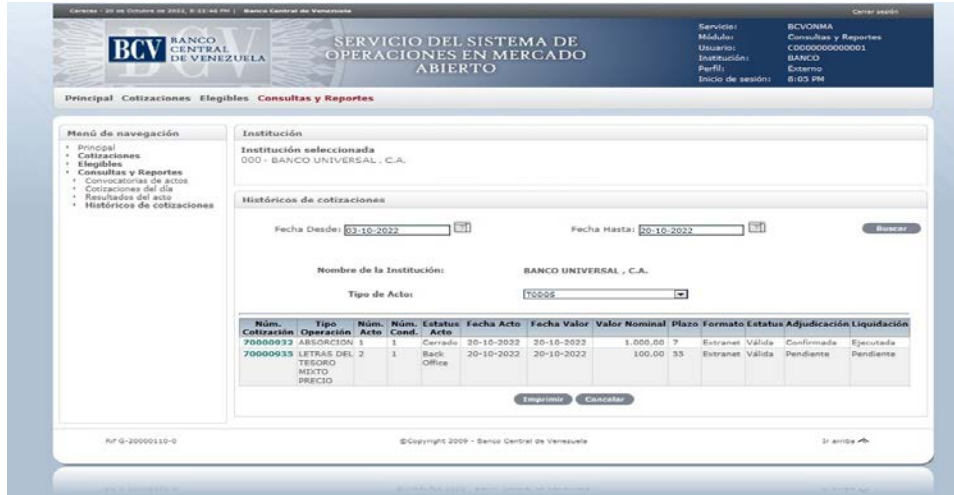 Caracas - 20 de Octubre de 2022, 8:22:46 PM | Banco Central de Venezuela
Cerrar sesión
BCV BANCO CENTRAL DE VENEZUELA
SERVICIO DEL SISTEMA DE
OPERACIONES EN MERCADO
ABIERTO
Servicio: BCVONMA
Módulo: Consultas y Reportes
Usuario: C0000000000001
Institución: BANCO
Perfil: Externo
Inicio de sesión: 8:05 PM
Principal Cotizaciones Elegibles Consultas y Reportes
Menú de navegación
Principal
Cotizaciones
Elegibles
Consultas y Reportes
Convocatorias de actos
Cotizaciones del día
Resultados del acto
Históricos de cotizaciones
Institución
Institución seleccionada
000 - BANCO UNIVERSAL , C.A.
Históricos de cotizaciones
Fecha Desde: 03-10-2022 Fecha Hasta: 20-10-2022 Buscar
Nombre de la Institución: BANCO UNIVERSAL , C.A.
Tipo de Acto: TODOS
Núm. Cotización Tipo Operación Núm. Acto Núm. Cond. Estatus Acto Fecha Acto Fecha Valor Valor Nominal Plazo Formato Estatus Adjudicación Liquidación
70000932 ABSORCION 1 1 Cerrado 20-10-2022 20-10-2022 1.000,00 7 Extranet Válida Confirmada Ejecutada
70000935 LETRAS DEL TESORO MIXTO PRECIO 2 1 Back Office 20-10-2022 20-10-2022 100,00 33 Extranet Válida Pendiente Pendiente
Imprimir Cancelar
Rif G-20000110-0
©Copyright 2009 - Banco Central de Venezuela
Ir arriba